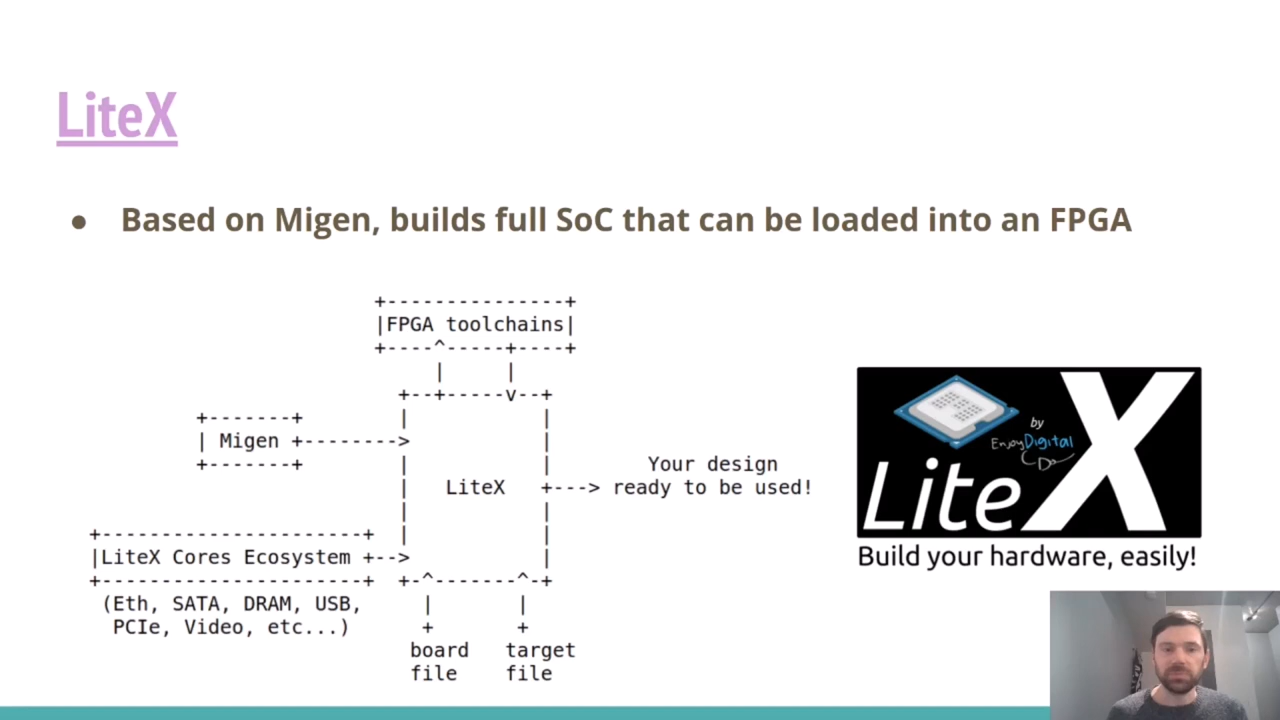 LiteX
● Based on Migen, builds full SoC that can be loaded into an FPGA
+---------------+
|FPGA toolchains|
+----^-----+----+
|     |
+--+-----v--+
+-------+ |           |
| Migen +-------->           |
+-------+ |           | Your design
|   LiteX   +---> ready to be used!
|           |
+----------------------+ |           |
|LiteX Cores Ecosystem +-->           |
+----------------------+ +-^-------^-+
(Eth, SATA, DRAM, USB, |       |
PCIe, Video, etc...) +       +
board   target
file    file
by
EnjoyDigital
LiteX
Build your hardware, easily!